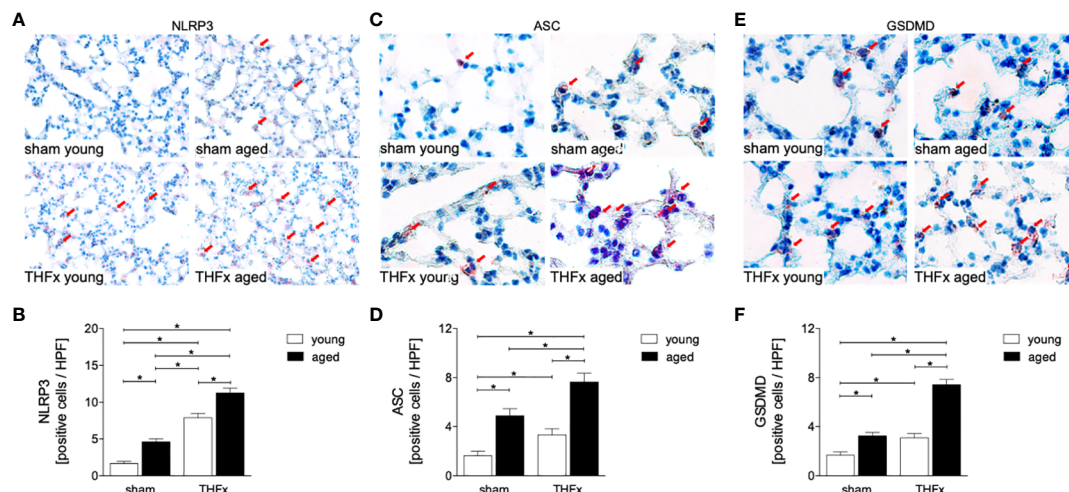 A
NLRP3
sham young
sham aged
THFx young
THFx aged
B
NLRP3
[positive cells / HPF]
20
15
10
5
0
sham
THFx
young
aged
*
*
*
*
*
*
C
ASC
sham young
sham aged
THFx young
THFx aged
D
ASC
[positive cells / HPF]
12
8
4
0
sham
THFx
young
aged
*
*
*
*
*
E
GSDMD
sham young
sham aged
THFx young
THFx aged
F
GSDMD
[positive cells / HPF]
12
8
4
0
sham
THFx
young
aged
*
*
*
*
*